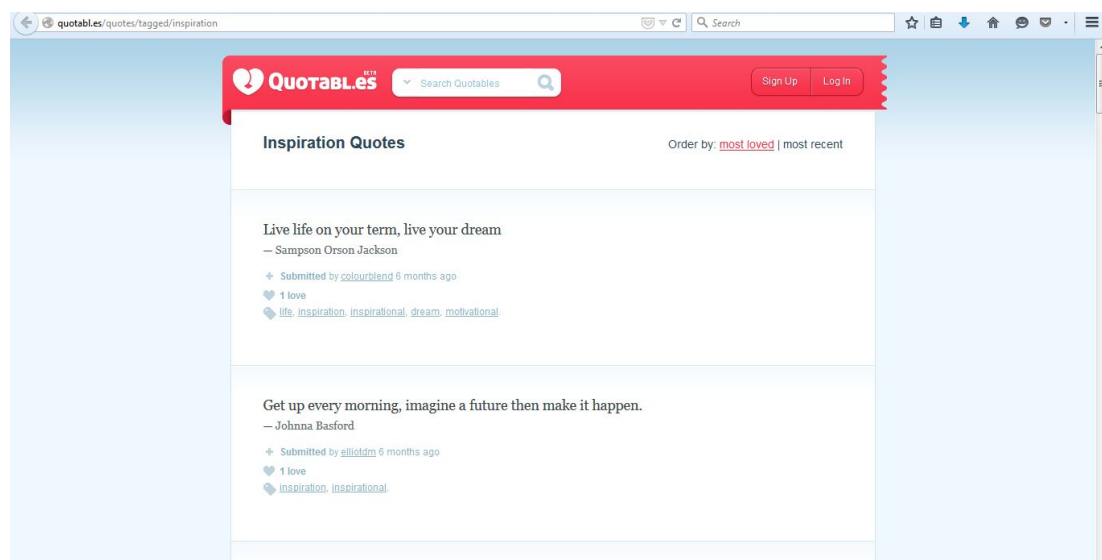 quotabl.es/quotes/tagged/inspiration
Search
QUOTABL.ES BETA
Search Quotables
Sign Up
Log In
Inspiration Quotes
Order by: most loved | most recent
Live life on your term, live your dream
— Sampson Orson Jackson
+ Submitted by colourblend 6 months ago
1 love
life, inspiration, inspirational, dream, motivational.
Get up every morning, imagine a future then make it happen.
— Johnna Basford
+ Submitted by elliotdm 6 months ago
1 love
inspiration, inspirational.